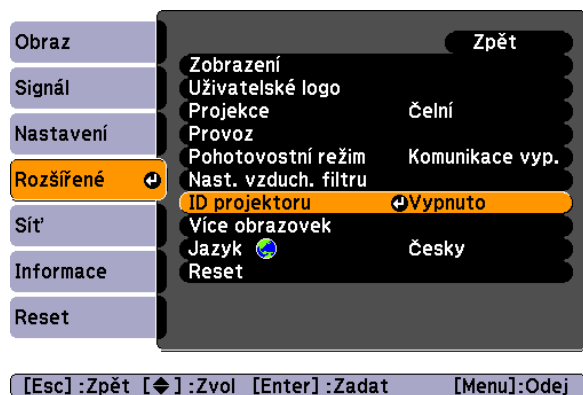 Obraz
Signál
Nastavení
Rozšířené
Síť
Informace
Reset
Zpět
Zobrazení
Uživatelské logo
Projekce Čelní
Provoz
Pohotovostní režim Komunikace vyp.
Nast. vzduch. filtru
ID projektoru Vypnuto
Více obrazovek
Jazyk Česky
Reset
[Esc] :Zpět [◆] :Zvol [Enter] :Zadat [Menu]:Odej